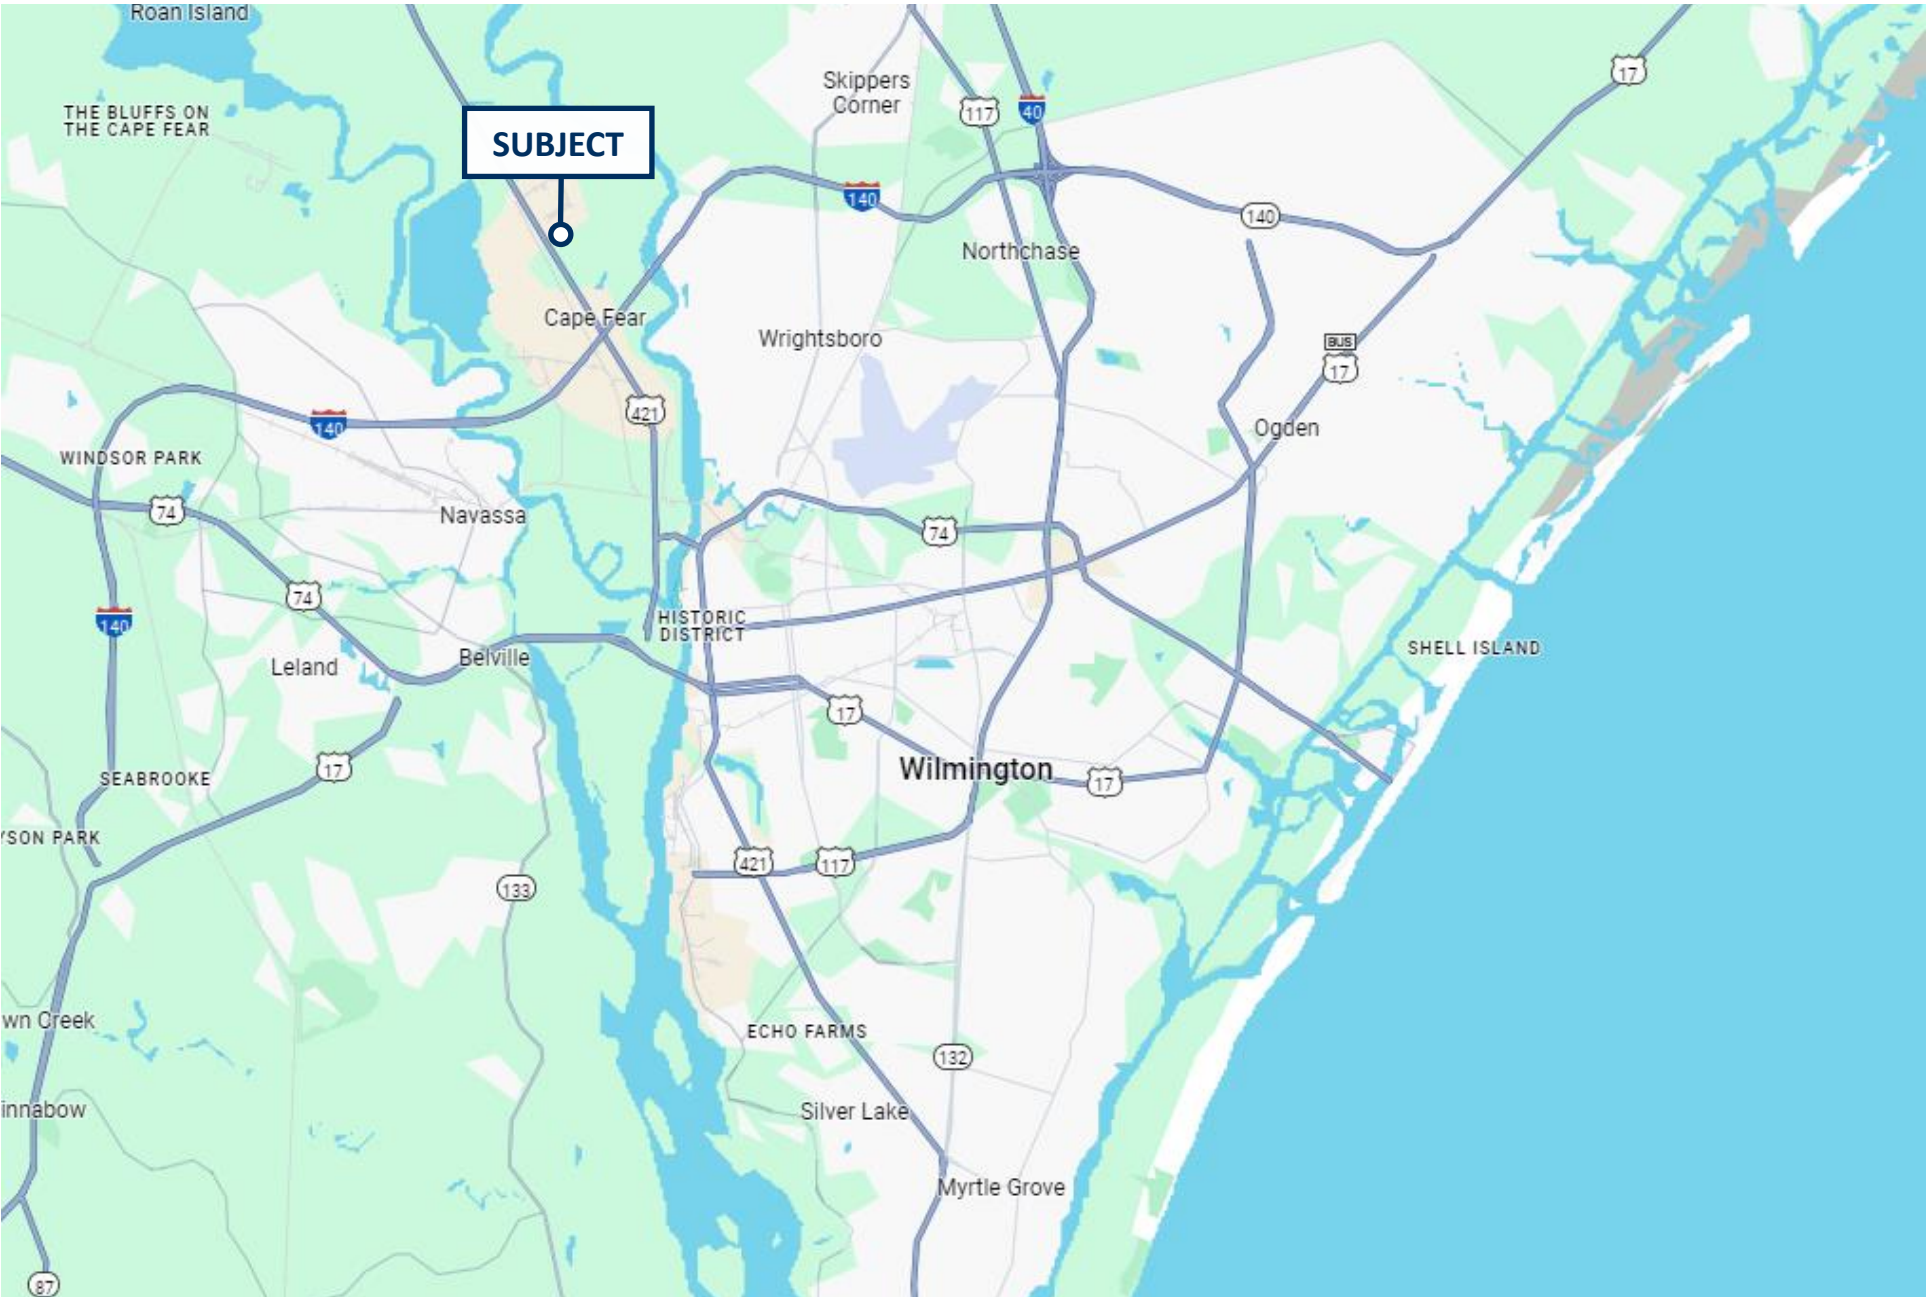 Roan Island
THE BLUFFS ON
THE CAPE FEAR
Skippers
Corner
117
40
17
SUBJECT
140
140
Northchase
Cape Fear
Wrightsboro
BUS
17
421
140
Ogden
WINDSOR PARK
74
Navassa
74
74
140
HISTORIC
DISTRICT
Leland
Belville
SHELL ISLAND
17
17
SEABROOKE
Wilmington
17
YSON PARK
421
117
133
wn Creek
ECHO FARMS
132
innabow
Silver Lake
Myrtle Grove
87